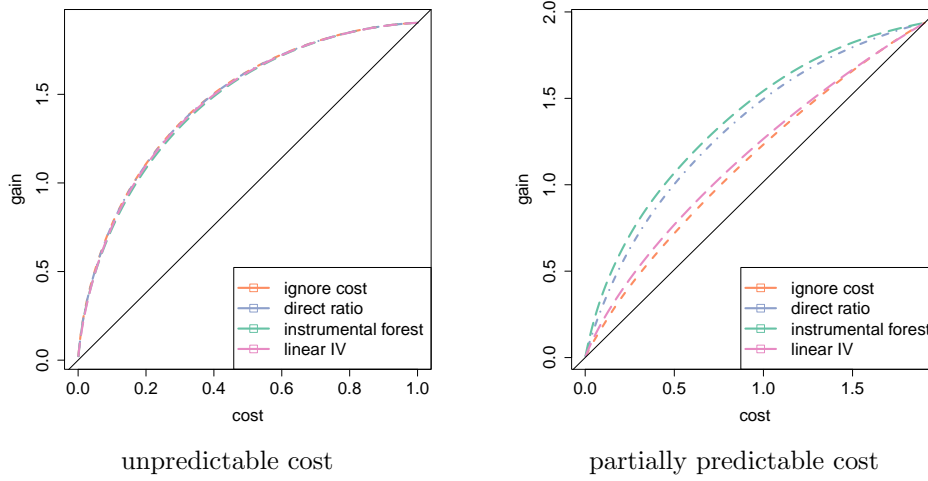 gain
0.0
0.5
1.0
1.5
0.0 0.2 0.4 0.6 0.8 1.0
cost
ignore cost
direct ratio
instrumental forest
linear IV
unpredictable cost
gain
0.0
0.5
1.0
1.5
2.0
0.0 0.5 1.0 1.5
cost
ignore cost
direct ratio
instrumental forest
linear IV
partially predictable cost